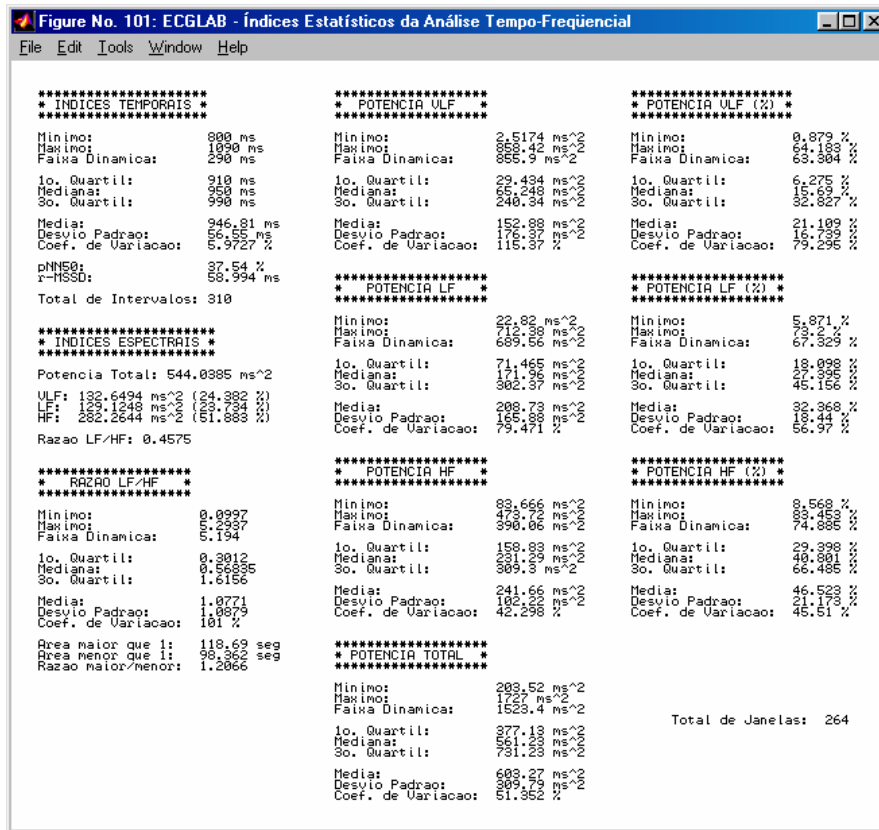 Figure No. 101: ECGLAB - Índices Estatísticos da Análise Tempo-Freqüencial
File Edit Tools Window Help
**********************
* INDICES TEMPORAIS *
**********************
Minimo: 800 ms
Maximo: 1090 ms
Faixa Dinamica: 290 ms
1o. Quartil: 910 ms
Mediana: 950 ms
3o. Quartil: 990 ms
Media: 946.81 ms
Desvio Padrao: 56.55 ms
Coef. de Variacao: 5.9727 %
pNN50: 37.54 %
r-MSSD: 58.994 ms
Total de Intervalos: 310
***********************
* INDICES ESPECTRAIS *
***********************
Potencia Total: 544.0385 ms^2
VLF: 132.6494 ms^2 (24.382 %)
LF: 129.1248 ms^2 (23.734 %)
HF: 282.2644 ms^2 (51.883 %)
Razao LF/HF: 0.4575
********************
* RAZAO LF/HF *
********************
Minimo: 0.0997
Maximo: 5.2937
Faixa Dinamica: 5.194
1o. Quartil: 0.3012
Mediana: 0.56835
3o. Quartil: 1.6156
Media: 1.0771
Desvio Padrao: 1.0879
Coef. de Variacao: 101 %
Area maior que 1: 118.69 seg
Area menor que 1: 98.362 seg
Razao maior/menor: 1.2066
********************
* POTENCIA VLF *
********************
Minimo: 2.5174 ms^2
Maximo: 858.42 ms^2
Faixa Dinamica: 855.9 ms^2
1o. Quartil: 29.434 ms^2
Mediana: 65.248 ms^2
3o. Quartil: 240.34 ms^2
Media: 152.88 ms^2
Desvio Padrao: 176.37 ms^2
Coef. de Variacao: 115.37 %
********************
* POTENCIA LF *
********************
Minimo: 22.82 ms^2
Maximo: 712.38 ms^2
Faixa Dinamica: 689.56 ms^2
1o. Quartil: 71.465 ms^2
Mediana: 171.96 ms^2
3o. Quartil: 302.37 ms^2
Media: 208.73 ms^2
Desvio Padrao: 165.88 ms^2
Coef. de Variacao: 79.471 %
********************
* POTENCIA HF *
********************
Minimo: 83.666 ms^2
Maximo: 473.72 ms^2
Faixa Dinamica: 390.06 ms^2
1o. Quartil: 158.83 ms^2
Mediana: 231.29 ms^2
3o. Quartil: 309.3 ms^2
Media: 241.66 ms^2
Desvio Padrao: 102.22 ms^2
Coef. de Variacao: 42.298 %
********************
* POTENCIA TOTAL *
********************
Minimo: 203.52 ms^2
Maximo: 1727 ms^2
Faixa Dinamica: 1523.4 ms^2
1o. Quartil: 377.13 ms^2
Mediana: 561.23 ms^2
3o. Quartil: 731.23 ms^2
Media: 603.27 ms^2
Desvio Padrao: 309.79 ms^2
Coef. de Variacao: 51.352 %
*********************
* POTENCIA VLF (%) *
*********************
Minimo: 0.879 %
Maximo: 64.183 %
Faixa Dinamica: 63.304 %
1o. Quartil: 6.275 %
Mediana: 15.69 %
3o. Quartil: 32.827 %
Media: 21.109 %
Desvio Padrao: 16.739 %
Coef. de Variacao: 79.295 %
********************
* POTENCIA LF (%) *
********************
Minimo: 5.871 %
Maximo: 73.2 %
Faixa Dinamica: 67.329 %
1o. Quartil: 18.098 %
Mediana: 27.395 %
3o. Quartil: 45.156 %
Media: 32.368 %
Desvio Padrao: 18.44 %
Coef. de Variacao: 56.97 %
********************
* POTENCIA HF (%) *
********************
Minimo: 8.568 %
Maximo: 83.453 %
Faixa Dinamica: 74.885 %
1o. Quartil: 29.398 %
Mediana: 40.801 %
3o. Quartil: 66.485 %
Media: 46.523 %
Desvio Padrao: 21.173 %
Coef. de Variacao: 45.51 %
Total de Janelas: 264